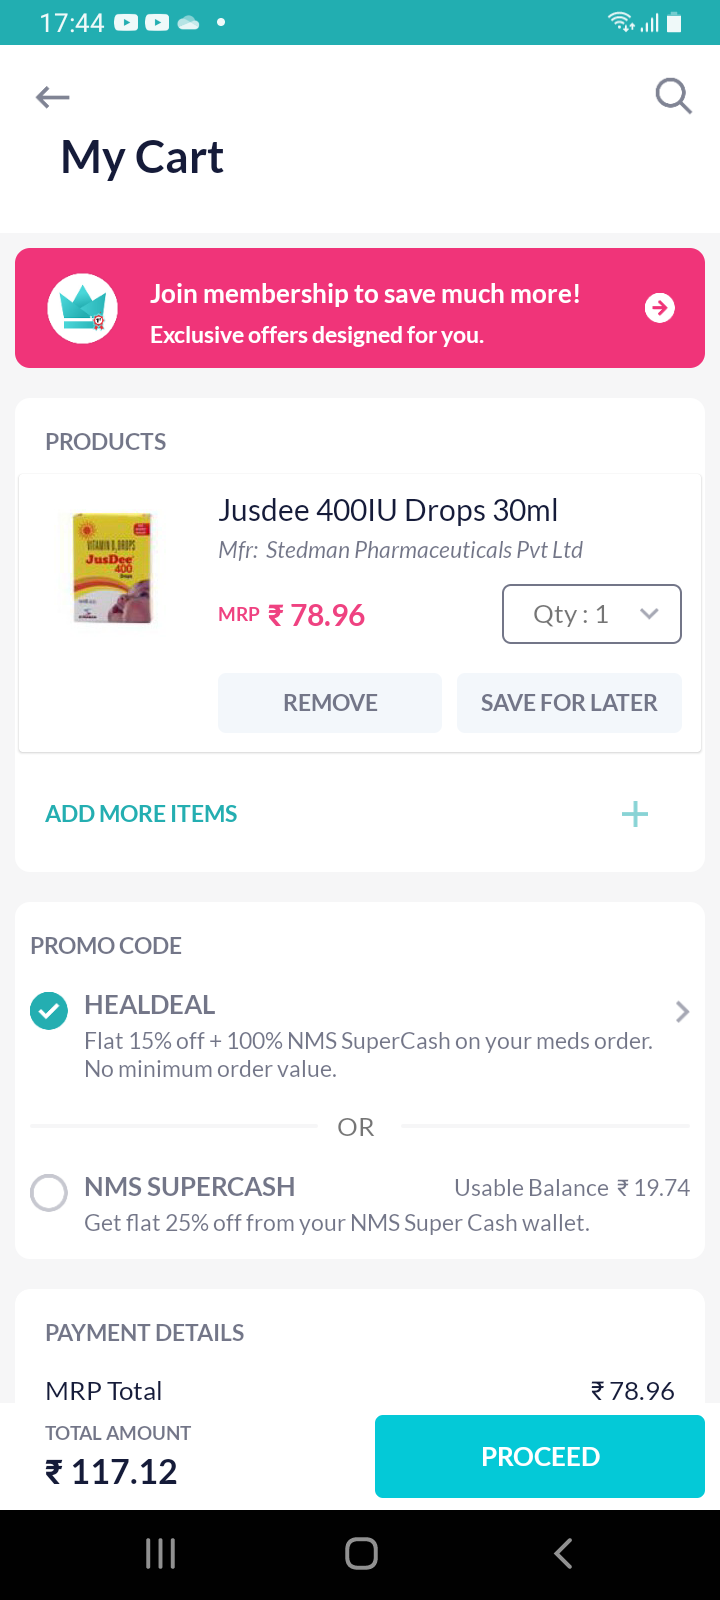 17:44
My Cart
Join membership to save much more!
Exclusive offers designed for you.
PRODUCTS
Jusdee 400IU Drops 30ml
Mfr: Stedman Pharmaceuticals Pvt Ltd
VITAMIN D3 DROPS
JusDee
400
Drops
MRP ₹ 78.96
Qty : 1
REMOVE
SAVE FOR LATER
ADD MORE ITEMS
PROMO CODE
HEALDEAL
Flat 15% off + 100% NMS SuperCash on your meds order.
No minimum order value.
OR
NMS SUPERCASH
Usable Balance ₹ 19.74
Get flat 25% off from your NMS Super Cash wallet.
PAYMENT DETAILS
MRP Total ₹ 78.96
TOTAL AMOUNT
₹ 117.12
PROCEED